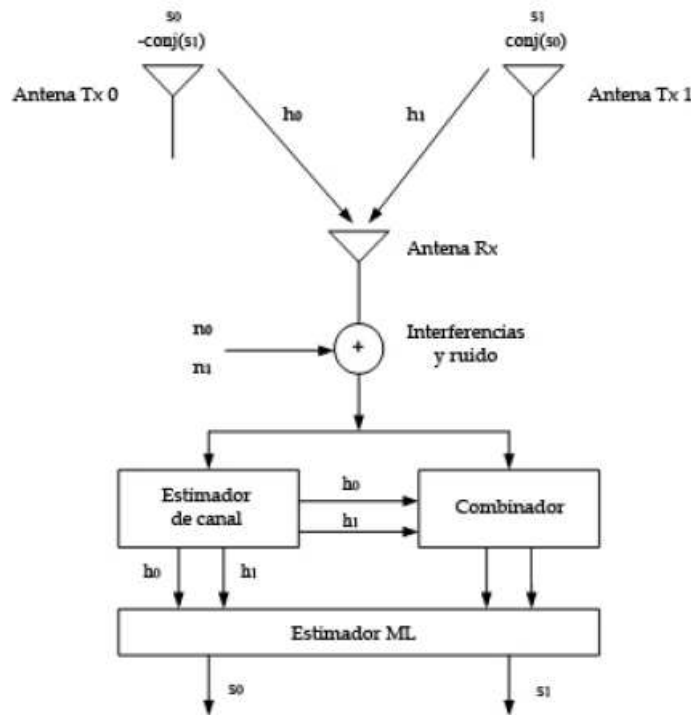 s0
-conj(s1)
s1
conj(s0)
Antena Tx 0
Antena Tx 1
h0
h1
Antena Rx
n0
n1
+
Interferencias
y ruido
Estimador
de canal
h0
h1
Combinador
h0
h1
Estimador ML
s0
s1